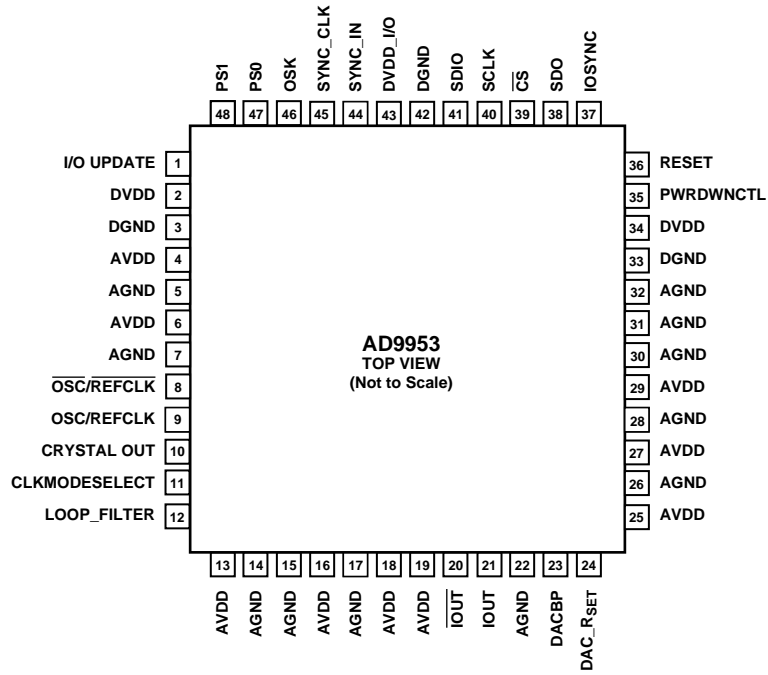 PS1
PS0
OSK
SYNC_CLK
SYNC_IN
DVDD_I/O
DGND
SDIO
SCLK
C̅S̅
SDO
IOSYNC
48
47
46
45
44
43
42
41
40
39
38
37
I/O UPDATE 1
DVDD 2
DGND 3
AVDD 4
AGND 5
AVDD 6
AGND 7
O̅S̅C̅/R̅E̅F̅C̅L̅K̅ 8
OSC/REFCLK 9
CRYSTAL OUT 10
CLKMODESELECT 11
LOOP_FILTER 12
AD9953
TOP VIEW
(Not to Scale)
36 RESET
35 PWRDWNCTL
34 DVDD
33 DGND
32 AGND
31 AGND
30 AGND
29 AVDD
28 AGND
27 AVDD
26 AGND
25 AVDD
13
14
15
16
17
18
19
20
21
22
23
24
AVDD
AGND
AGND
AVDD
AGND
AVDD
AVDD
I̅O̅U̅T̅
IOUT
AGND
DACBP
DAC_RSET